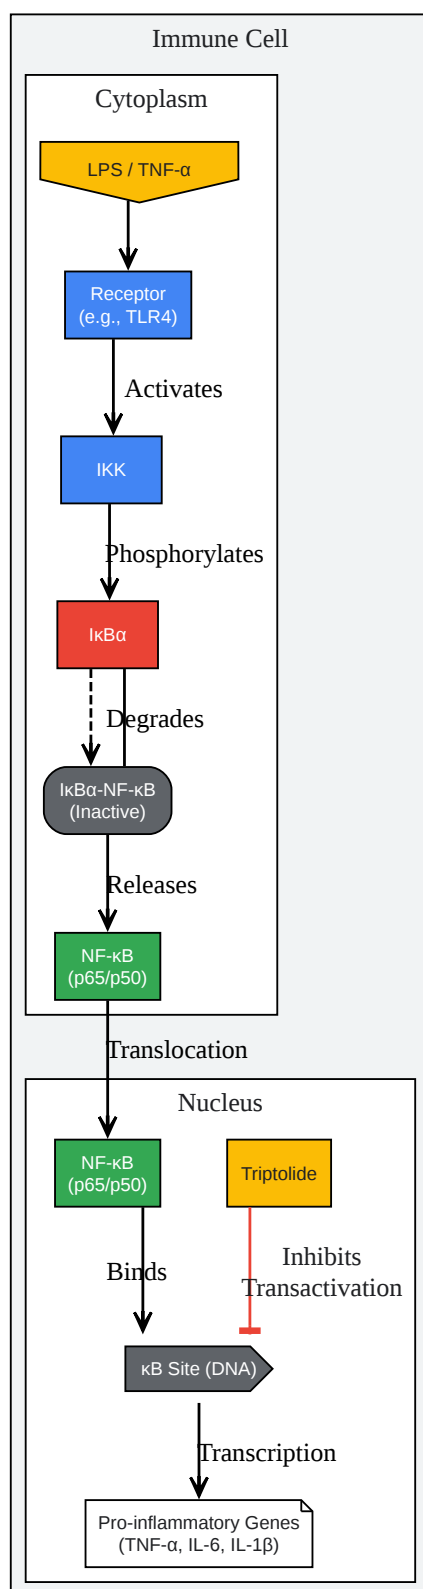 Immune Cell
Cytoplasm
LPS / TNF-α
Receptor
(e.g., TLR4)
Activates
IKK
Phosphorylates
IκBα
Degrades
IκBα-NF-κB
(Inactive)
Releases
NF-κB
(p65/p50)
Translocation
Nucleus
NF-κB
(p65/p50)
Triptolide
Binds
Inhibits
Transactivation
κB Site (DNA)
Transcription
Pro-inflammatory Genes
(TNF-α, IL-6, IL-1β)